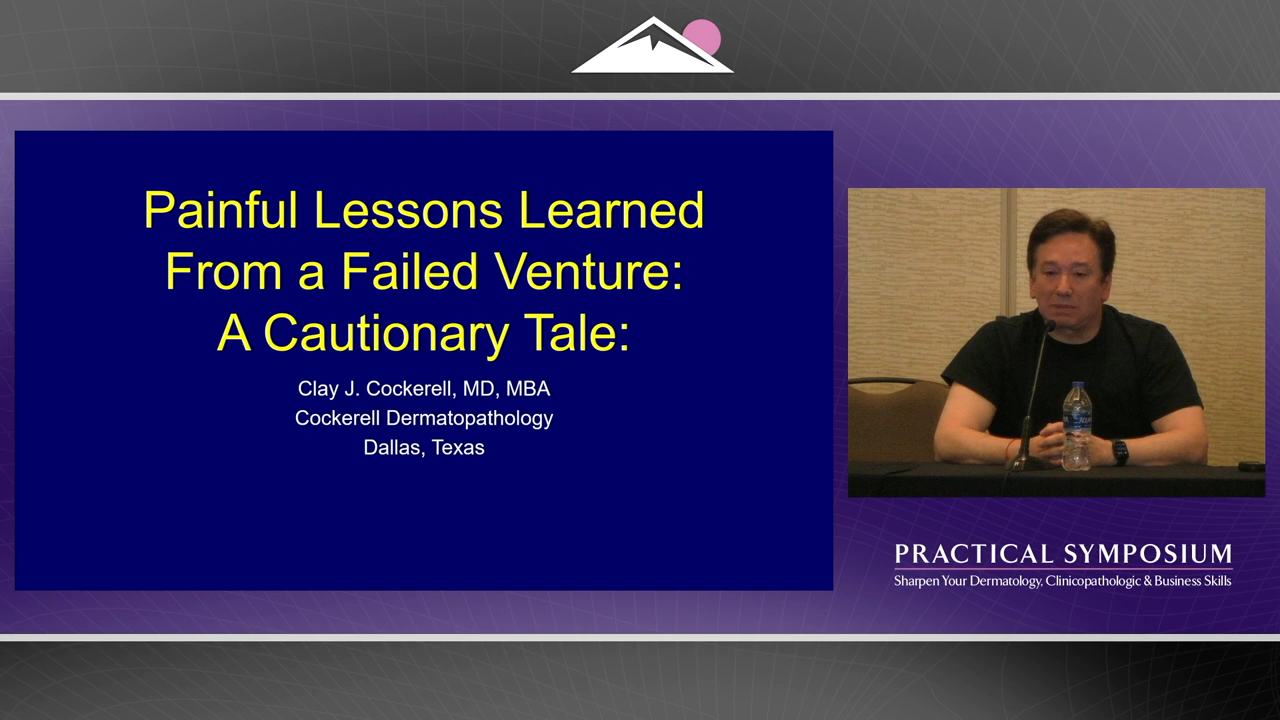 Painful Lessons Learned
From a Failed Venture:
A Cautionary Tale:
Clay J. Cockerell, MD, MBA
Cockerell Dermatopathology
Dallas, Texas
PRACTICAL SYMPOSIUM
Sharpen Your Dermatology, Clinicopathologic & Business Skills